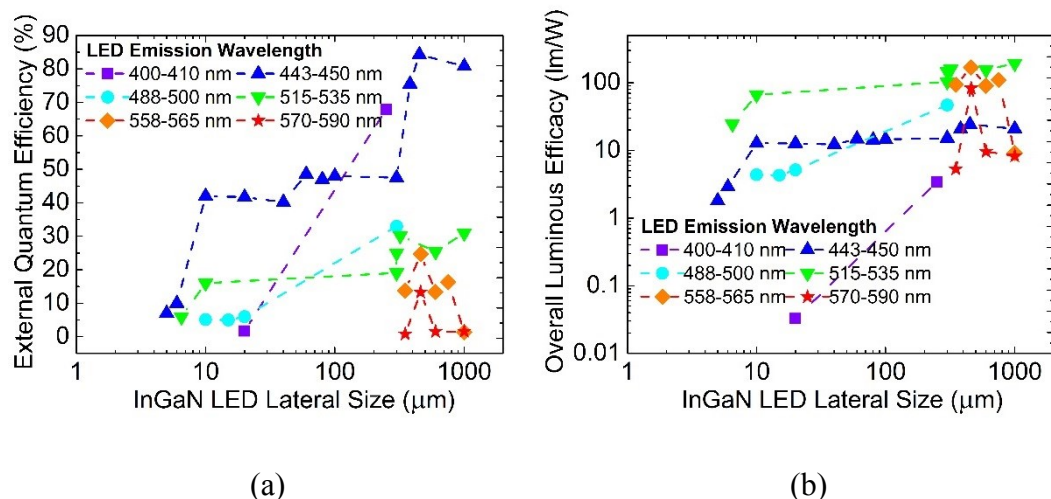 External Quantum Efficiency (%)
90
80
70
60
50
40
30
20
10
0
LED Emission Wavelength
400-410 nm 443-450 nm
488-500 nm 515-535 nm
558-565 nm 570-590 nm
1 10 100 1000
InGaN LED Lateral Size (μm)
(a)
Overall Luminous Efficacy (lm/W)
100
10
1
0.1
0.01
LED Emission Wavelength
400-410 nm 443-450 nm
488-500 nm 515-535 nm
558-565 nm 570-590 nm
1 10 100 1000
InGaN LED Lateral Size (μm)
(b)